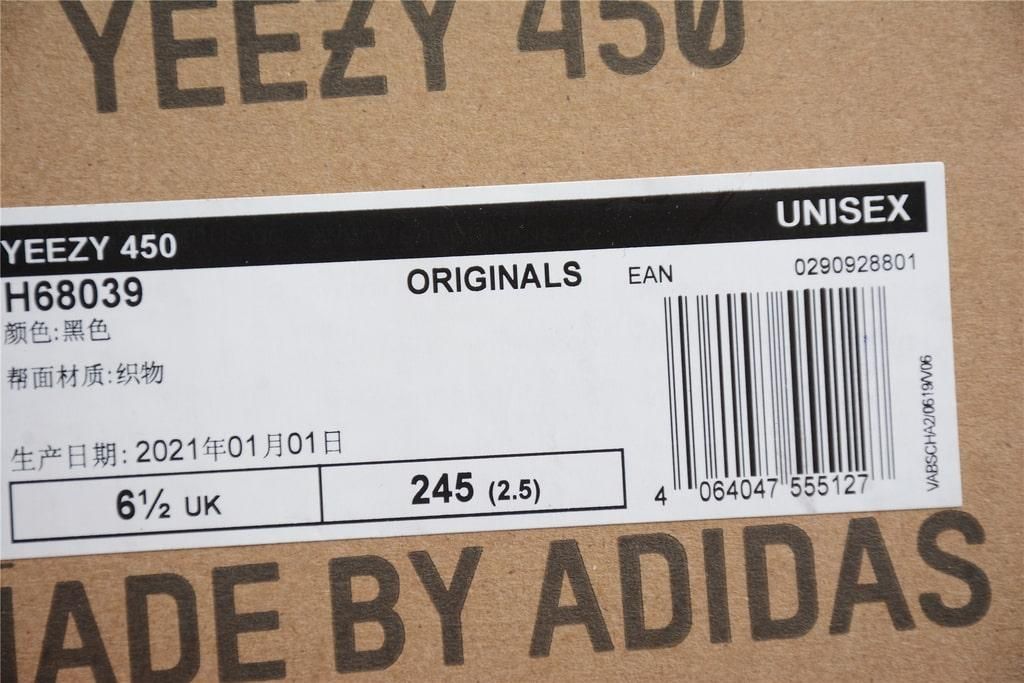 YEEZY 450
YEEZY 450 UNISEX
H68039 ORIGINALS EAN 0290928801
颜色:黑色
帮面材质:织物
生产日期: 2021年01月01日
6½ UK 245 (2.5)
4 064047 555127
VABSCHA2/0619/V06
MADE BY ADIDAS